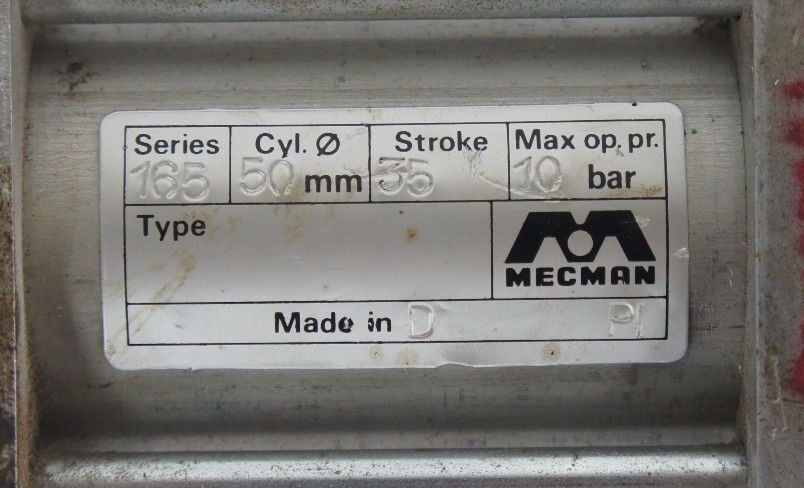 Series Cyl. Ø Stroke Max op. pr.
165 50 mm 35 10 bar
Type
MECMAN
Made in D PI